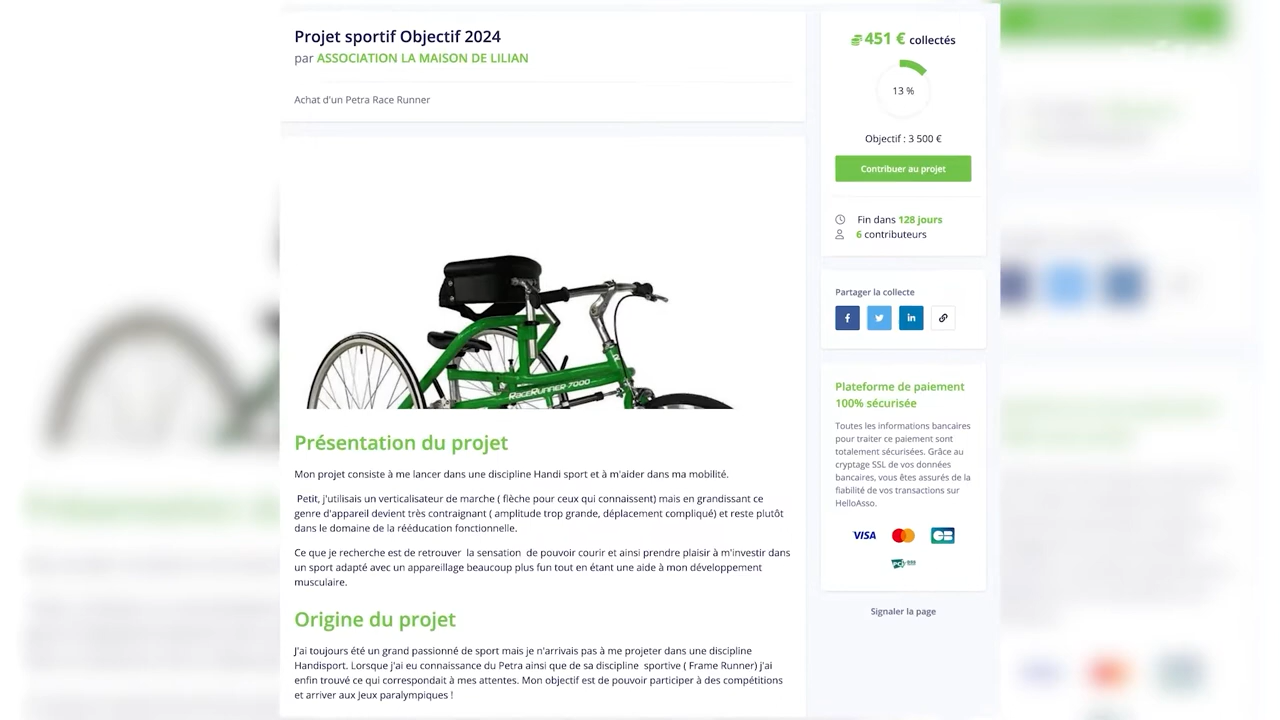 Projet sportif Objectif 2024
par ASSOCIATION LA MAISON DE LILIAN
Achat d'un Petra Race Runner
RACERUNNER 7000
Présentation du projet
Mon projet consiste à me lancer dans une discipline Handi sport et à m'aider dans ma mobilité.
Petit, j'utilisais un verticalisateur de marche ( flèche pour ceux qui connaissent) mais en grandissant ce
genre d'appareil devient très contraignant ( amplitude trop grande, déplacement compliqué) et reste plutôt
dans le domaine de la rééducation fonctionnelle.
Ce que je recherche est de retrouver la sensation de pouvoir courir et ainsi prendre plaisir à m'investir dans
un sport adapté avec un appareillage beaucoup plus fun tout en étant une aide à mon développement
musculaire.
Origine du projet
J'ai toujours été un grand passionné de sport mais je n'arrivais pas à me projeter dans une discipline
Handisport. Lorsque j'ai eu connaissance du Petra ainsi que de sa discipline sportive ( Frame Runner) j'ai
enfin trouvé ce qui correspondait à mes attentes. Mon objectif est de pouvoir participer à des compétitions
et arriver aux Jeux paralympiques !
451 € collectés
13 %
Objectif : 3 500 €
Contribuer au projet
Fin dans 128 jours
6 contributeurs
Partager la collecte
Plateforme de paiement
100% sécurisée
Toutes les informations bancaires
pour traiter ce paiement sont
totalement sécurisées. Grâce au
cryptage SSL de vos données
bancaires, vous êtes assurés de la
fiabilité de vos transactions sur
HelloAsso.
VISA
CB
Signaler la page